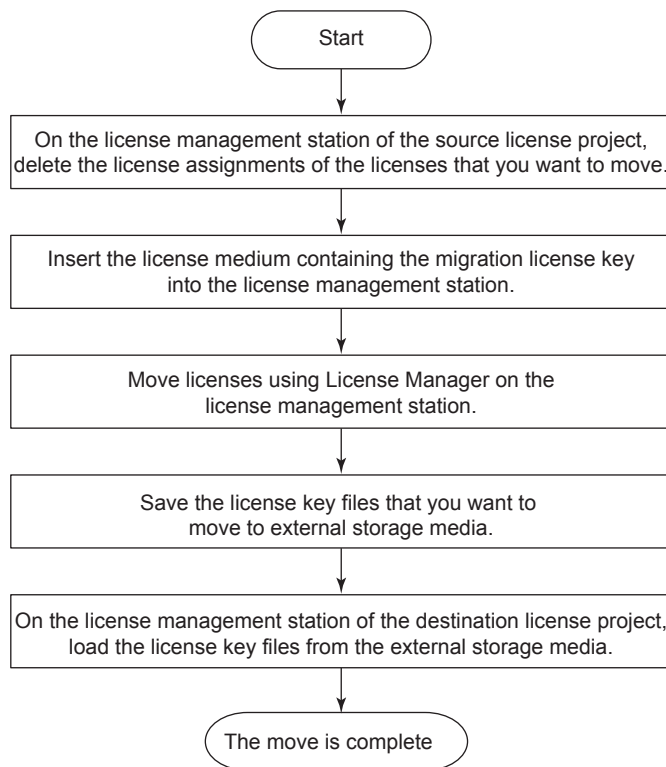 Start
On the license management station of the source license project,
delete the license assignments of the licenses that you want to move.
Insert the license medium containing the migration license key
into the license management station.
Move licenses using License Manager on the
license management station.
Save the license key files that you want to
move to external storage media.
On the license management station of the destination license project,
load the license key files from the external storage media.
The move is complete